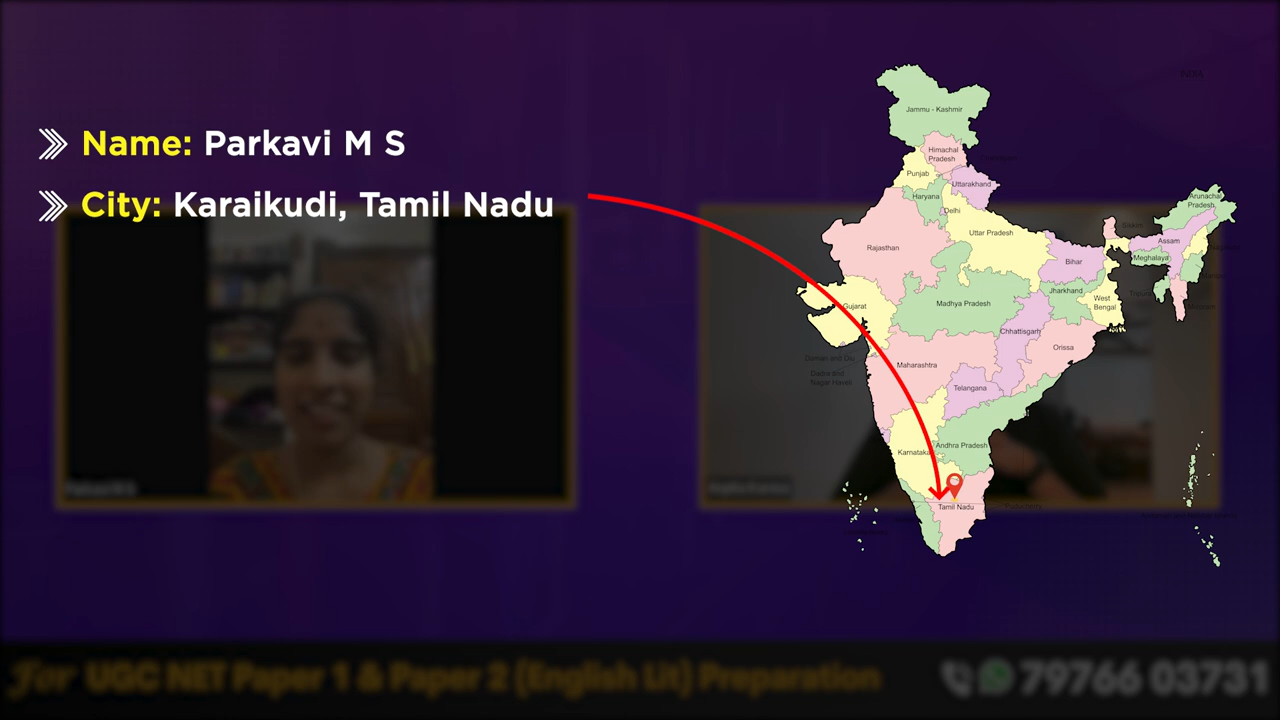 Name: Parkavi M S
City: Karaikudi, Tamil Nadu
INDIA
Jammu - Kashmir
Himachal
Pradesh
Punjab
Uttarakhand
Haryana
Delhi
Arunachal
Pradesh
Sikkim
Uttar Pradesh
Rajasthan
Assam
Bihar
Meghalaya
Jharkhand
West
Bengal
Gujarat
Madhya Pradesh
Chhattisgarh
Orissa
Daman and Diu
Dadra and
Nagar Haveli
Maharashtra
Telangana
Andhra Pradesh
Karnataka
Tamil Nadu
for UGC NET Paper 1 & Paper 2 (English Lit) Preparation
79766 03731